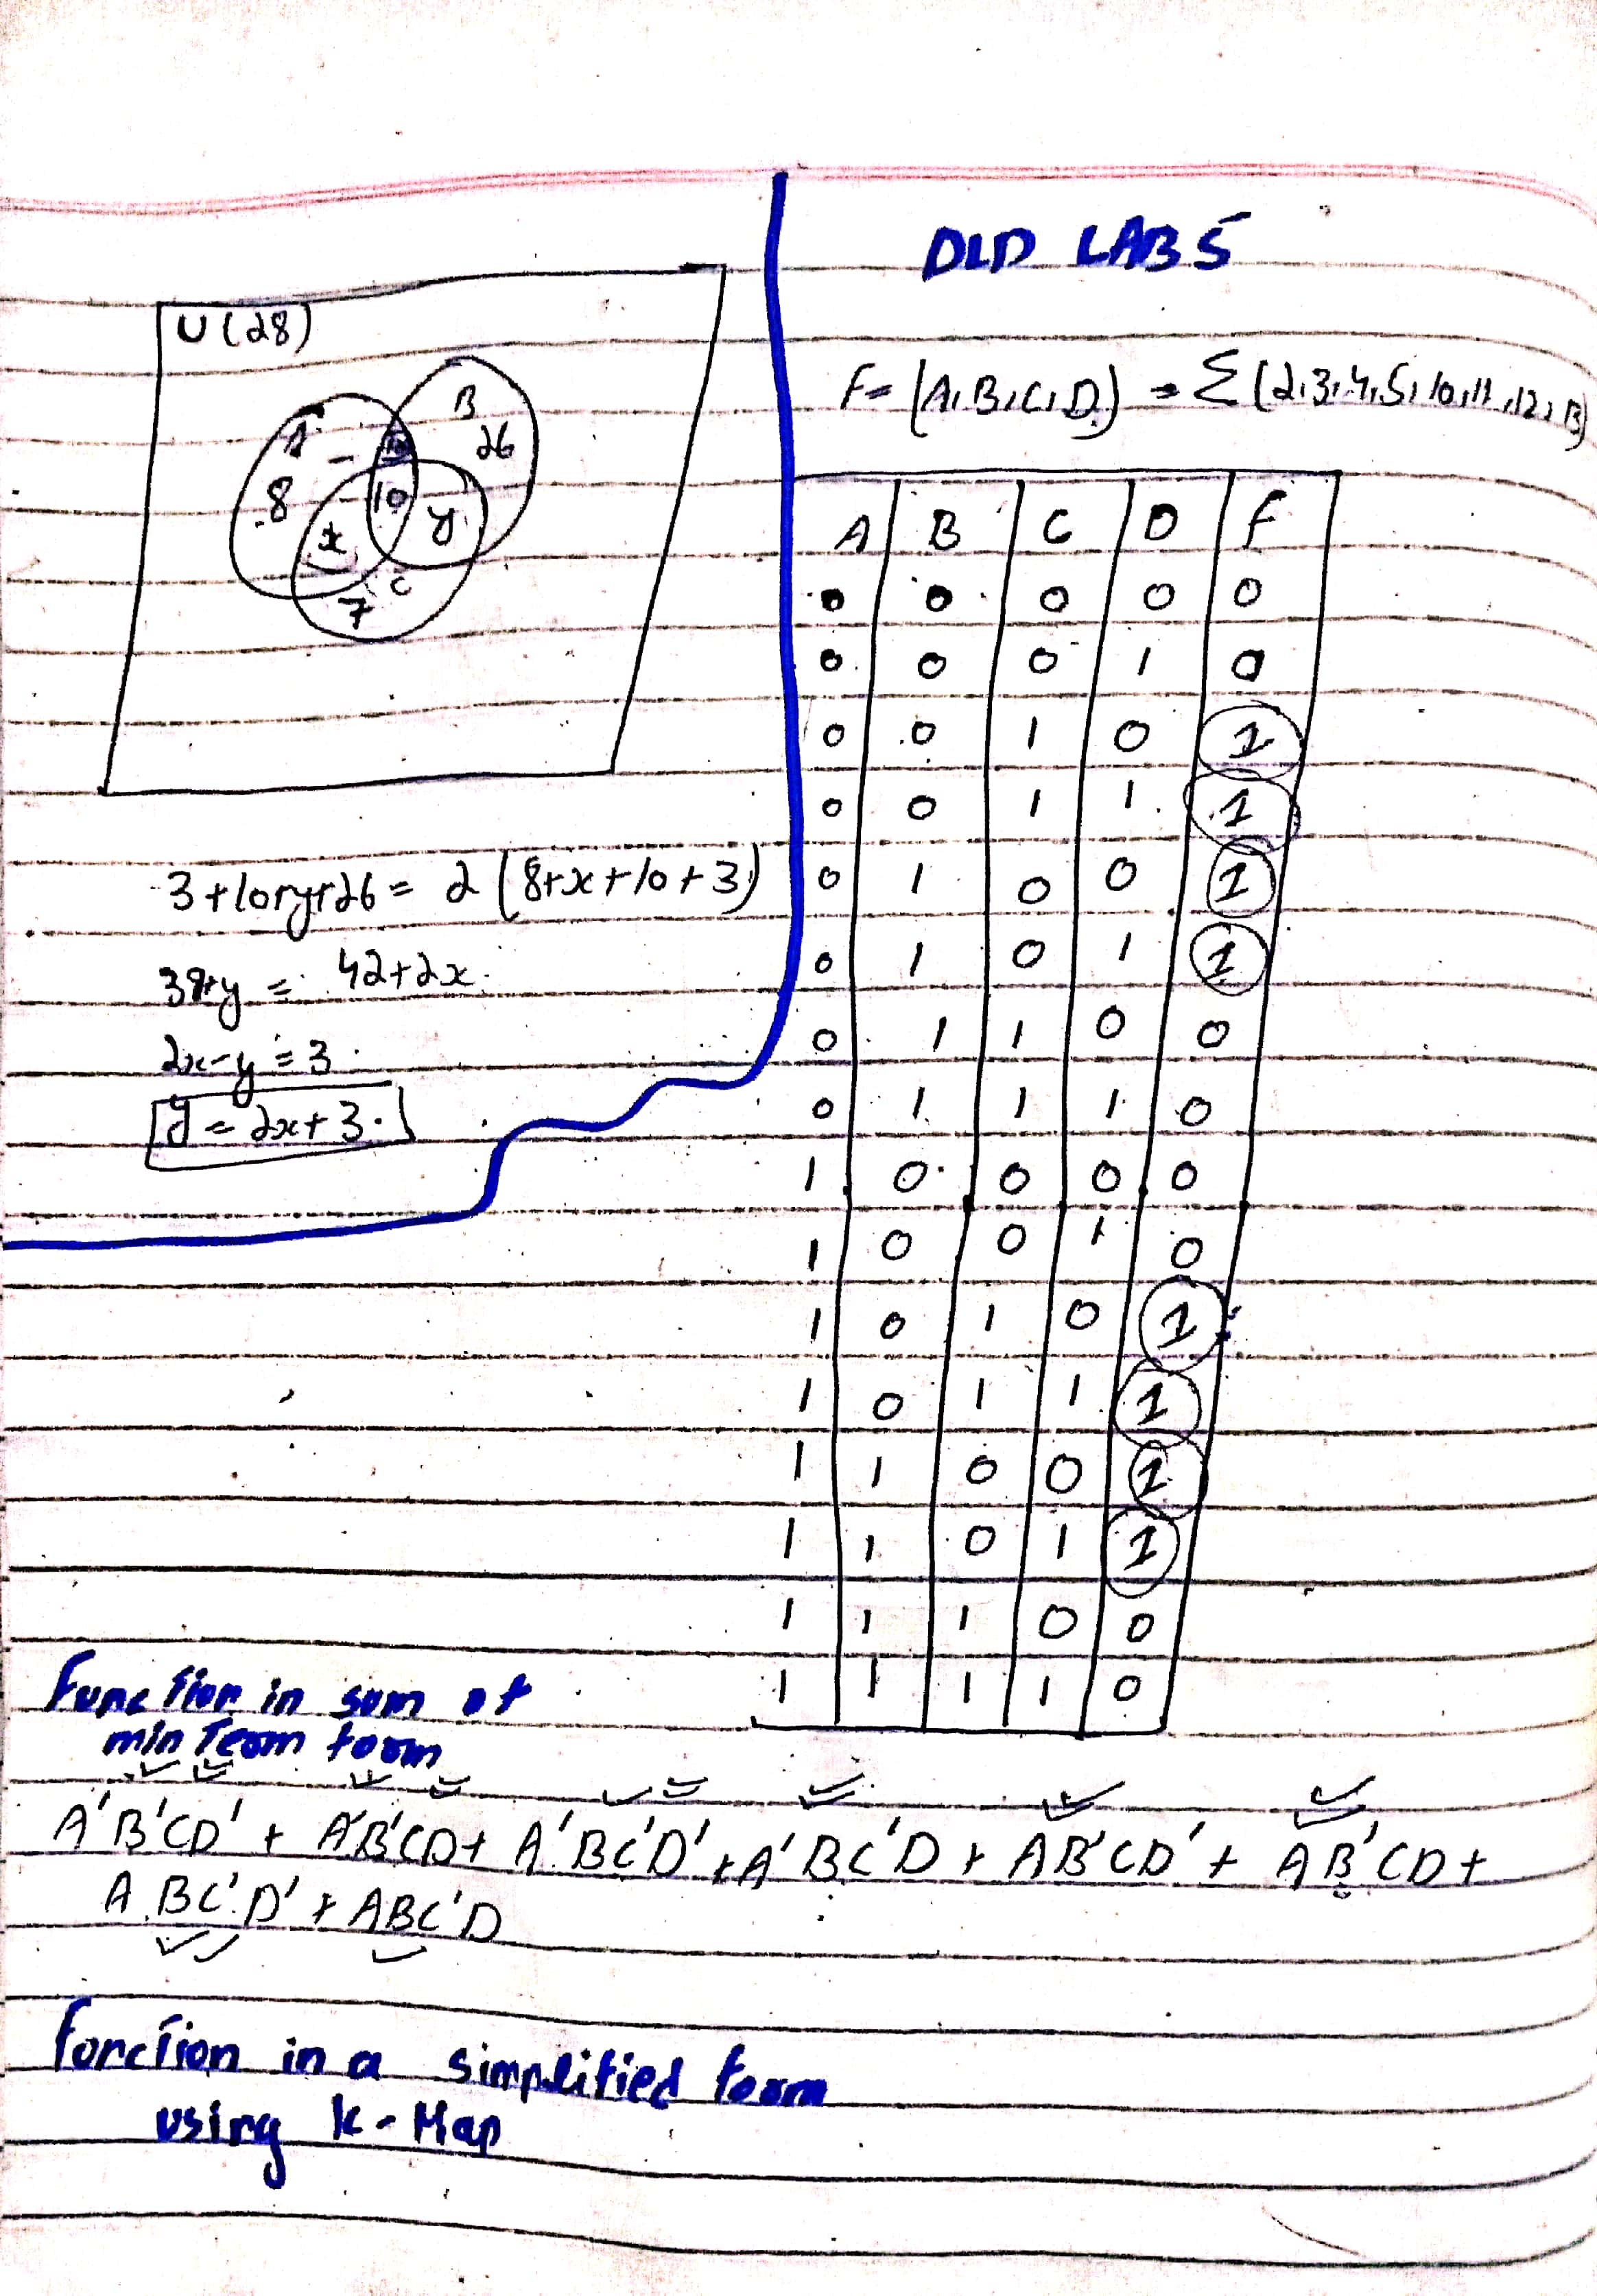 U (28)
A B
26
8 10 y
x
C
7
3+10+y+26 = 2 (8+x+10+3)
39+y = 42+2x
2x-y = 3
y = 2x+3
DLD LAB 5
F = (A,B,C,D) = Σ(2,3,4,5,10,11,12,13)
A B C D F
0 0 0 0 0
0 0 0 1 0
0 0 1 0 1
0 0 1 1 1
0 1 0 0 1
0 1 0 1 1
0 1 1 0 0
0 1 1 1 0
1 0 0 0 0
1 0 0 1 0
1 0 1 0 1
1 0 1 1 1
1 1 0 0 1
1 1 0 1 1
1 1 1 0 0
1 1 1 1 0
Function in sum of
min Term form
A'B'CD' + A'B'CD + A'BC'D' + A'BC'D + AB'CD' + AB'CD +
ABC'D' + ABC'D
Function in a simplified form
using k-Map